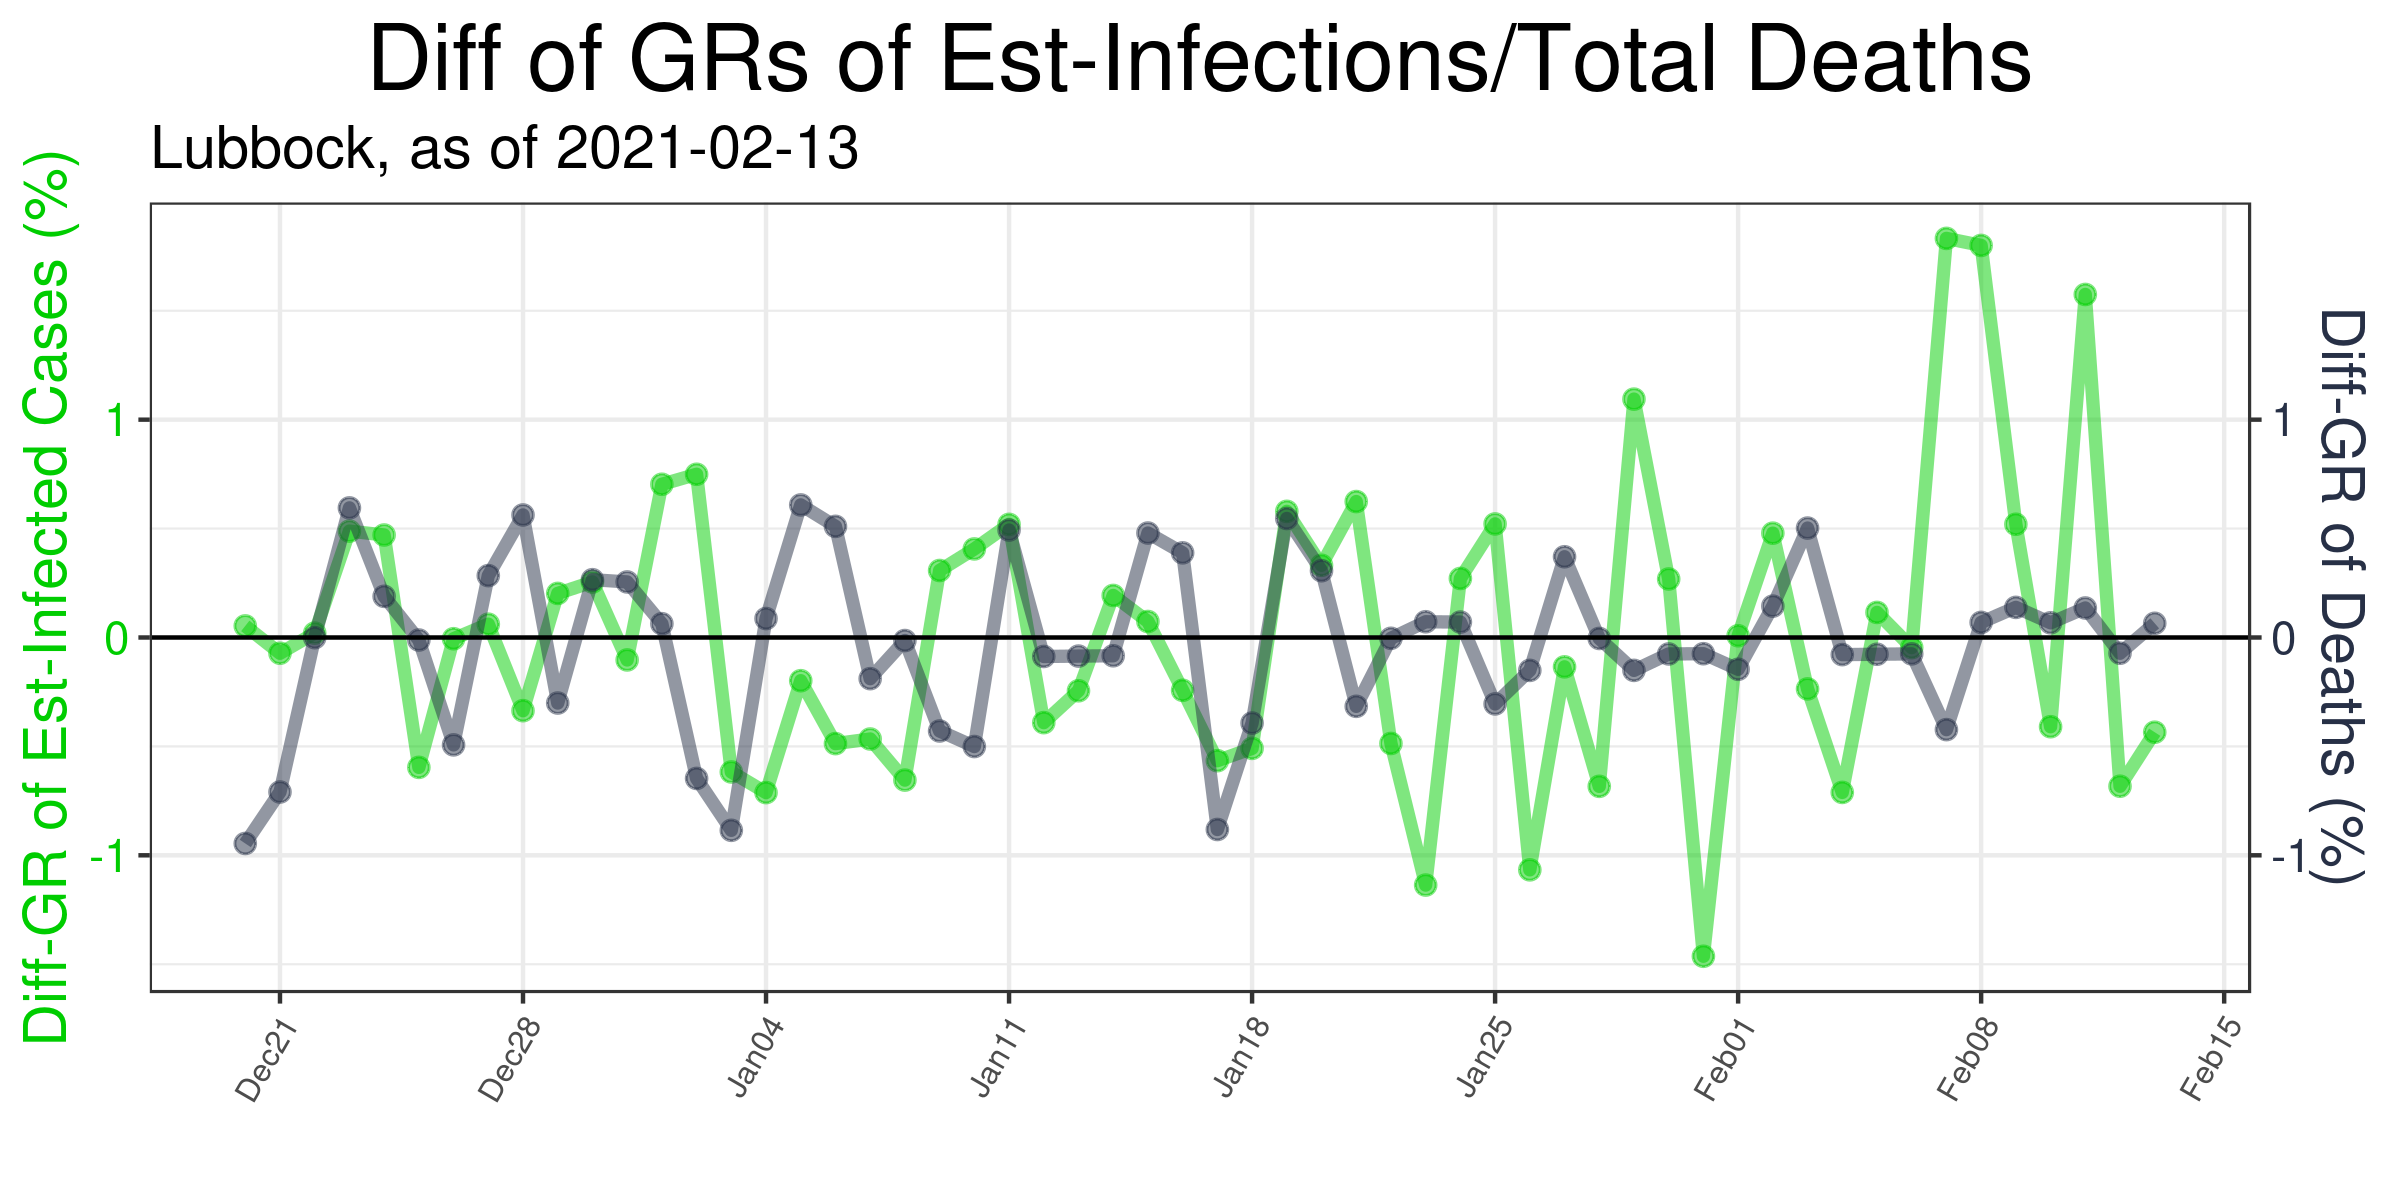 Diff of GRs of Est-Infections/Total Deaths
Lubbock, as of 2021-02-13
Diff-GR of Est-Infected Cases (%)
1
0
-1
1
0
-1
Diff-GR of Deaths (%)
Dec21
Dec28
Jan04
Jan11
Jan18
Jan25
Feb01
Feb08
Feb15